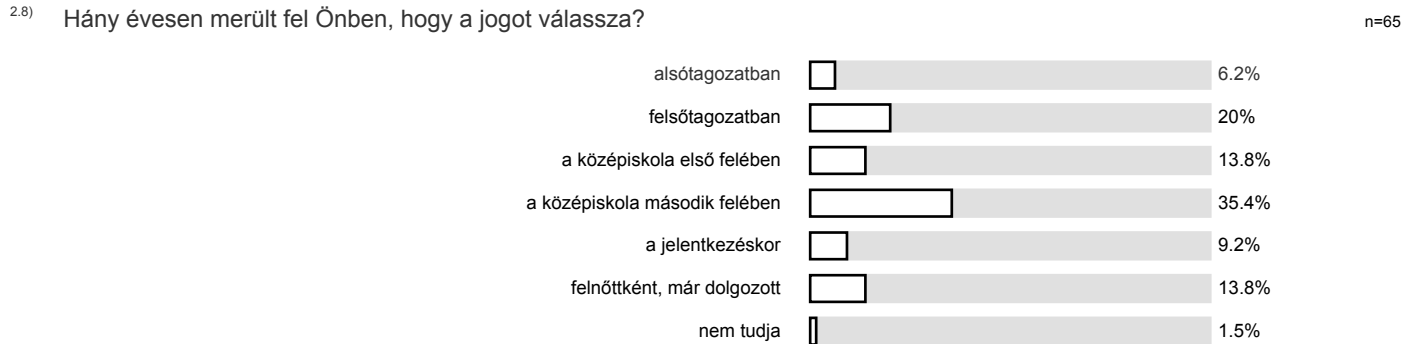 2.8) Hány évesen merült fel Önben, hogy a jogot válassza? n=65
alsótagozatban 6.2%
felsőtagozatban 20%
a középiskola első felében 13.8%
a középiskola második felében 35.4%
a jelentkezéskor 9.2%
felnőttként, már dolgozott 13.8%
nem tudja 1.5%